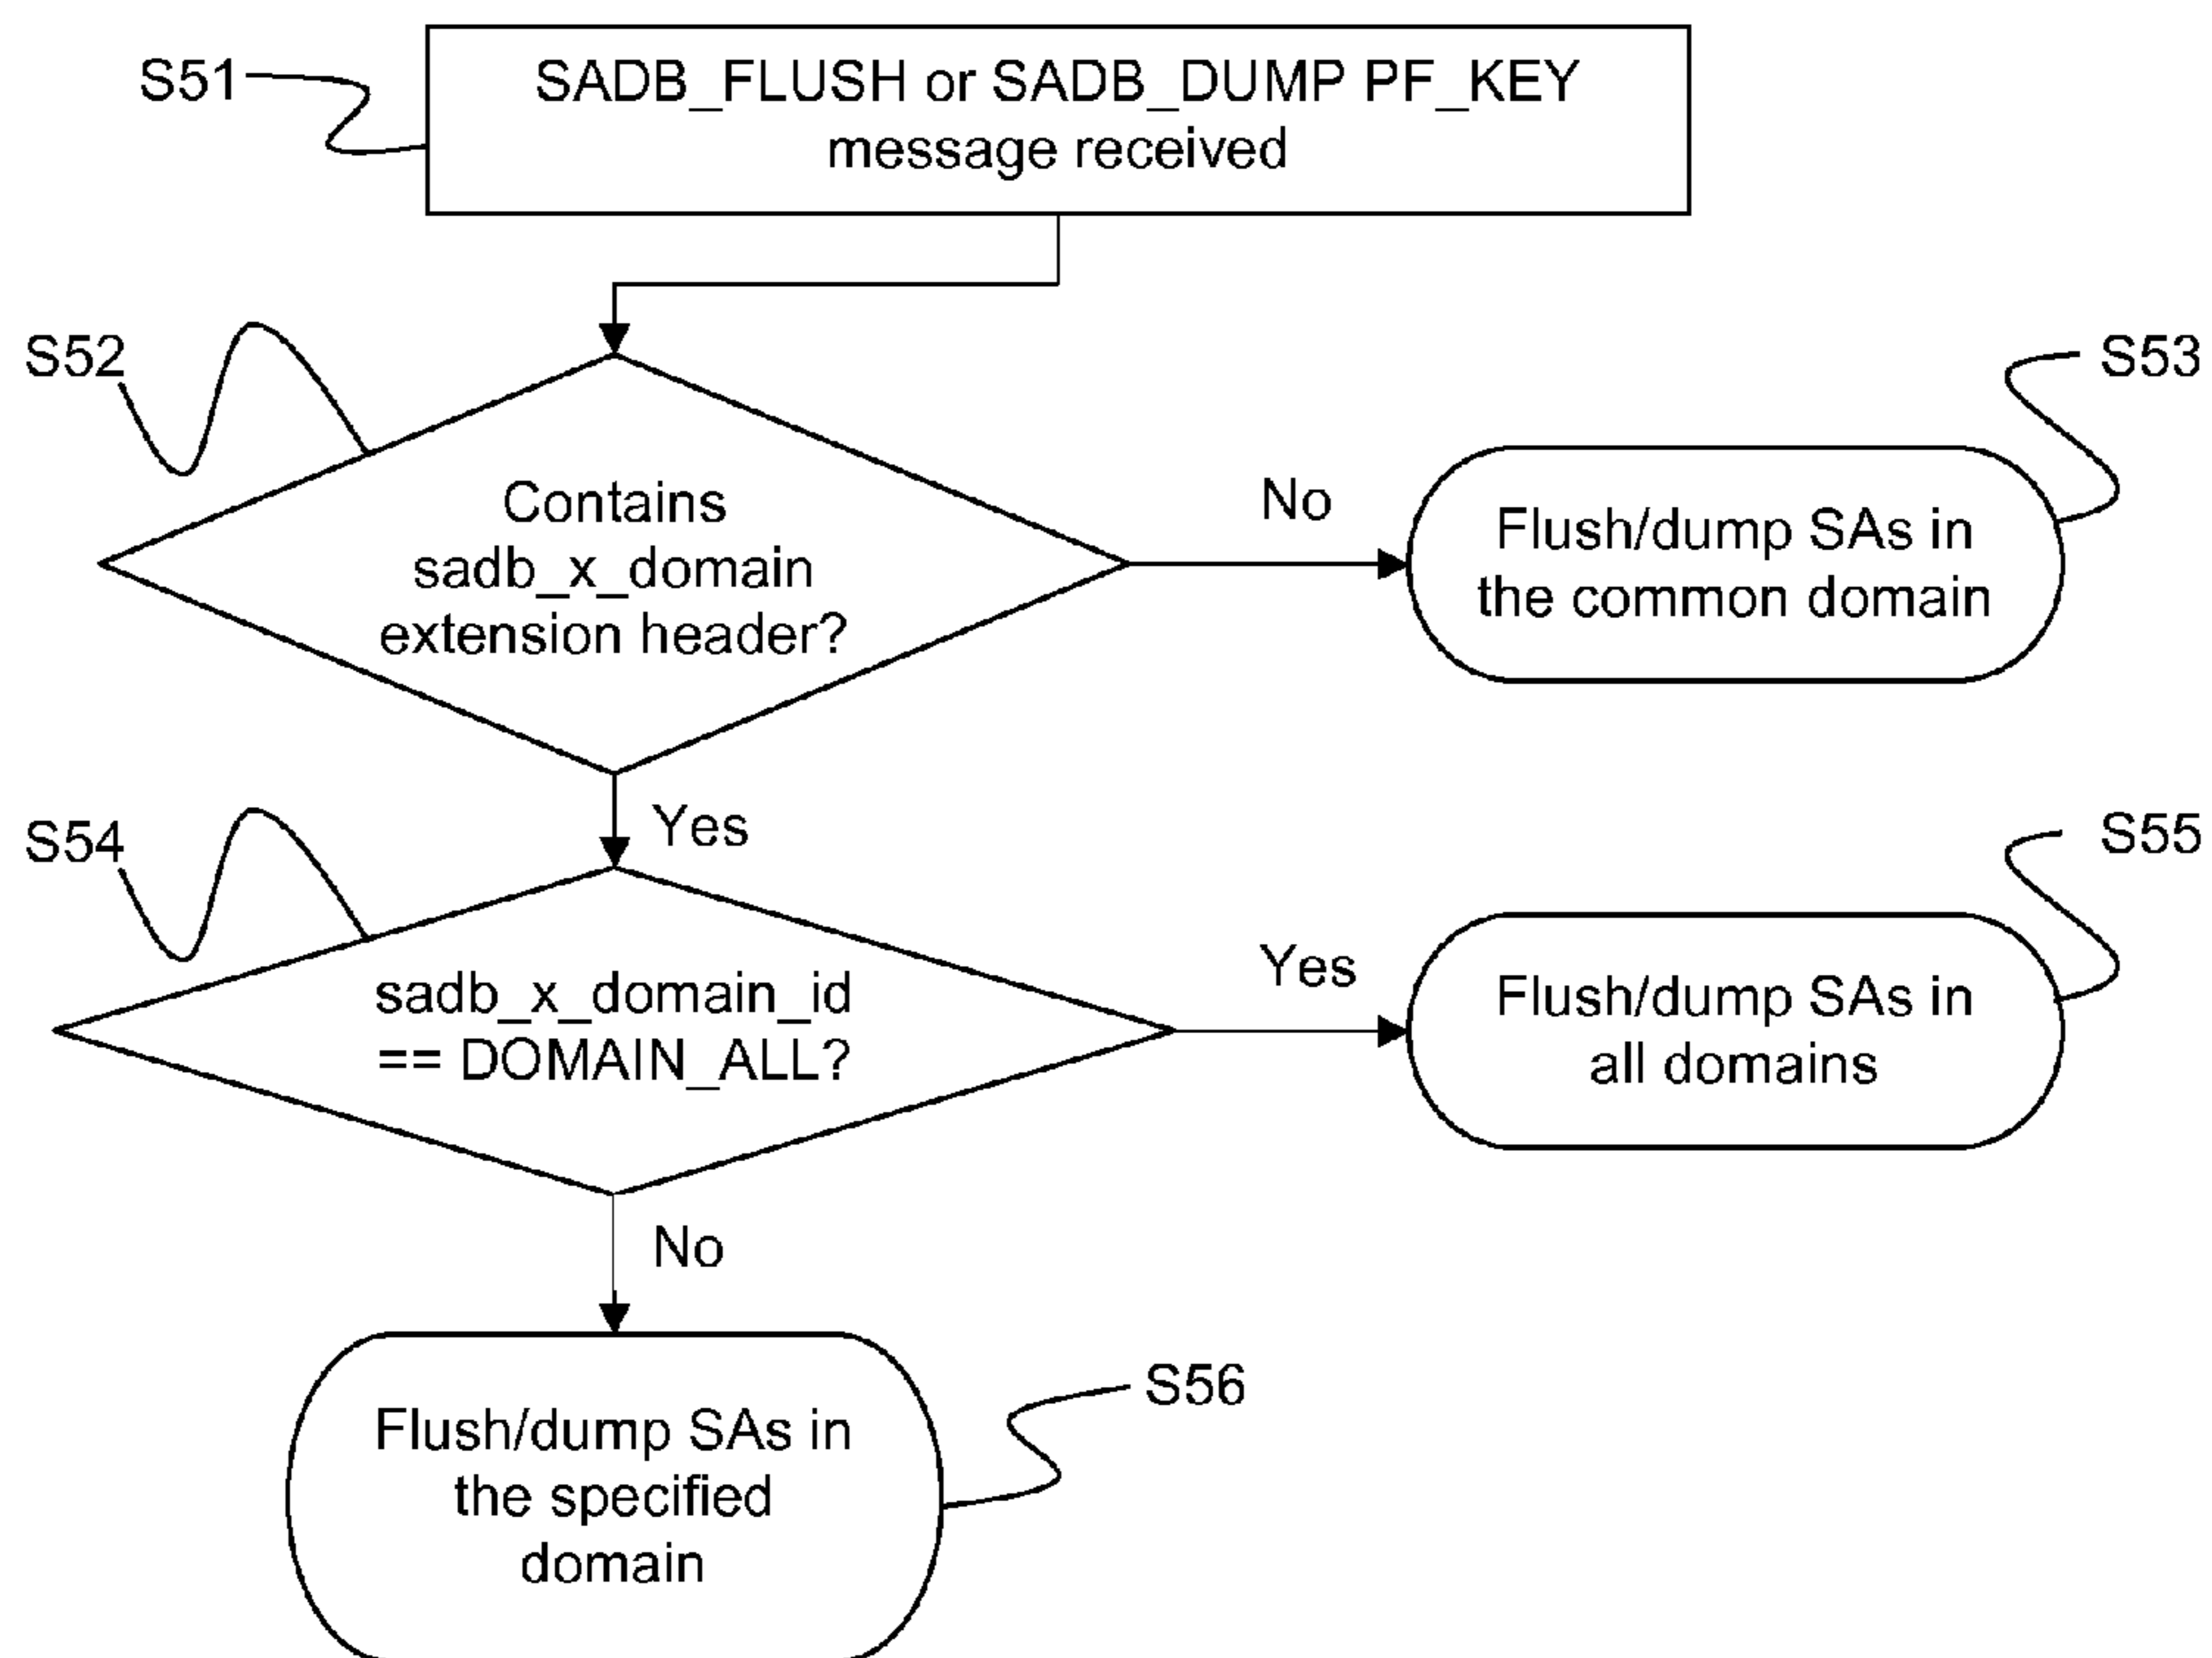 S51
SADB_FLUSH or SADB_DUMP PF_KEY
message received
S52
Contains
sadb_x_domain
extension header?
No
S53
Flush/dump SAs in
the common domain
Yes
S54
sadb_x_domain_id
== DOMAIN_ALL?
Yes
S55
Flush/dump SAs in
all domains
No
S56
Flush/dump SAs in
the specified
domain